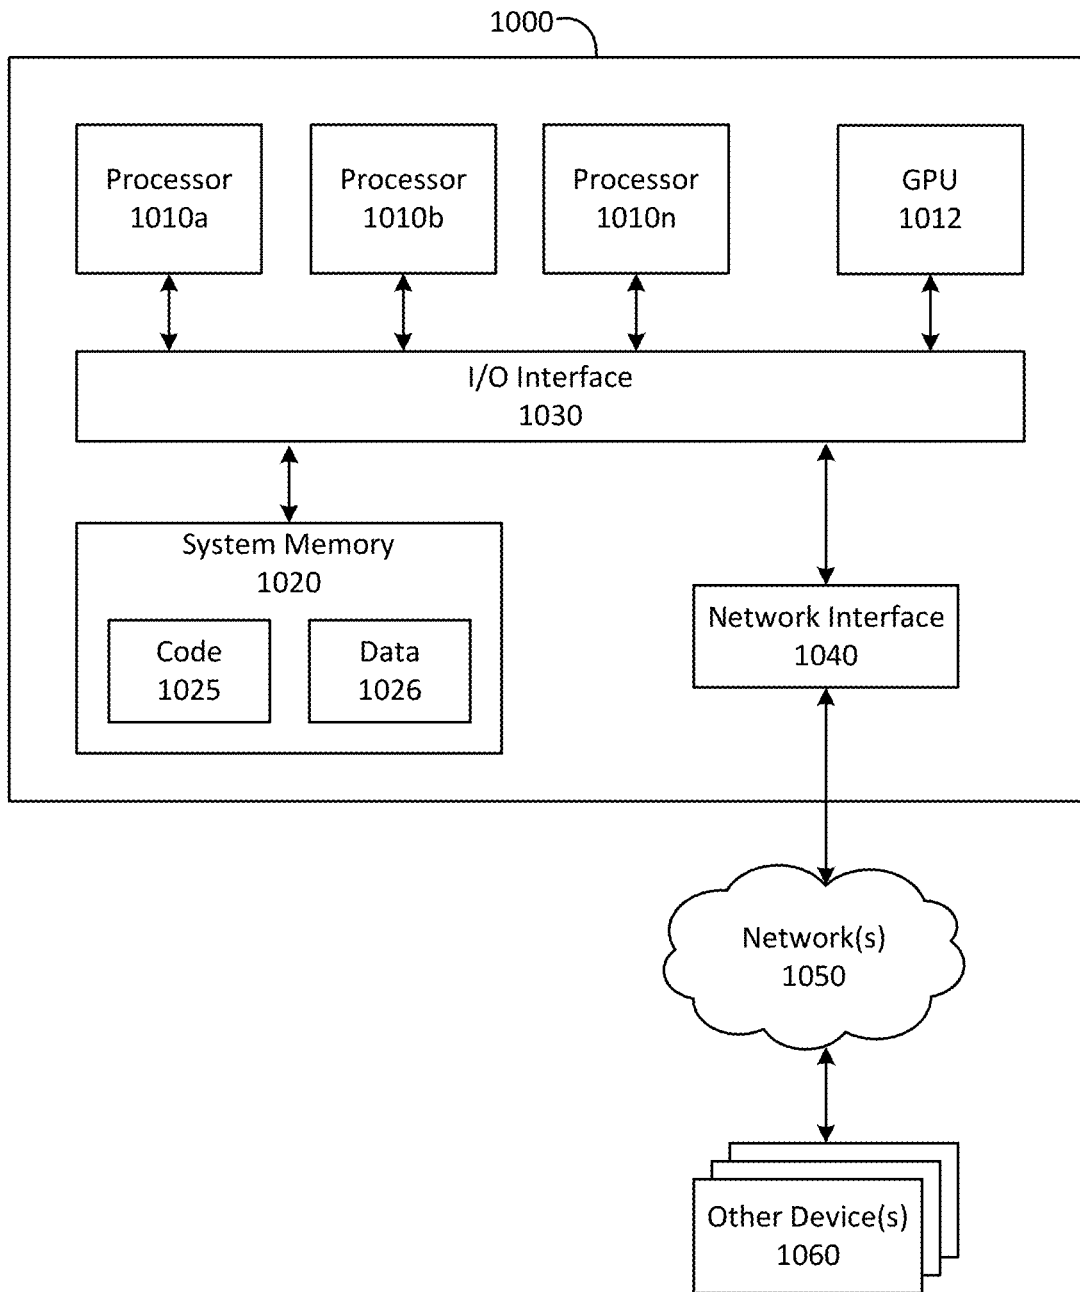 1000
Processor
1010a
Processor
1010b
Processor
1010n
GPU
1012
I/O Interface
1030
System Memory
1020
Code
1025
Data
1026
Network Interface
1040
Network(s)
1050
Other Device(s)
1060